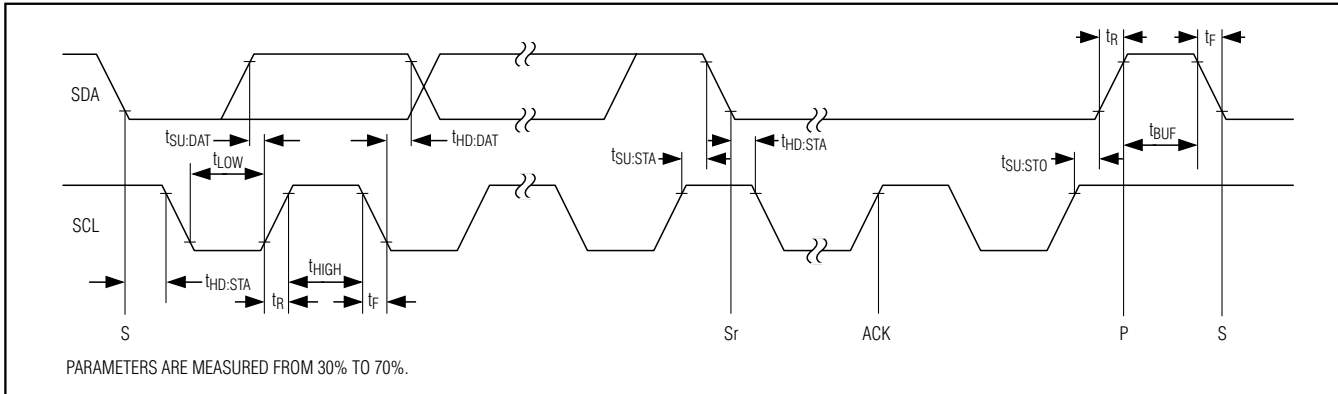 tR
tF
SDA
tSU:DAT
tHD:DAT
tHD:STA
tBUF
tLOW
tSU:STA
tSU:STO
SCL
tHD:STA
tHIGH
tR
tF
S
Sr
ACK
P
S
PARAMETERS ARE MEASURED FROM 30% TO 70%.